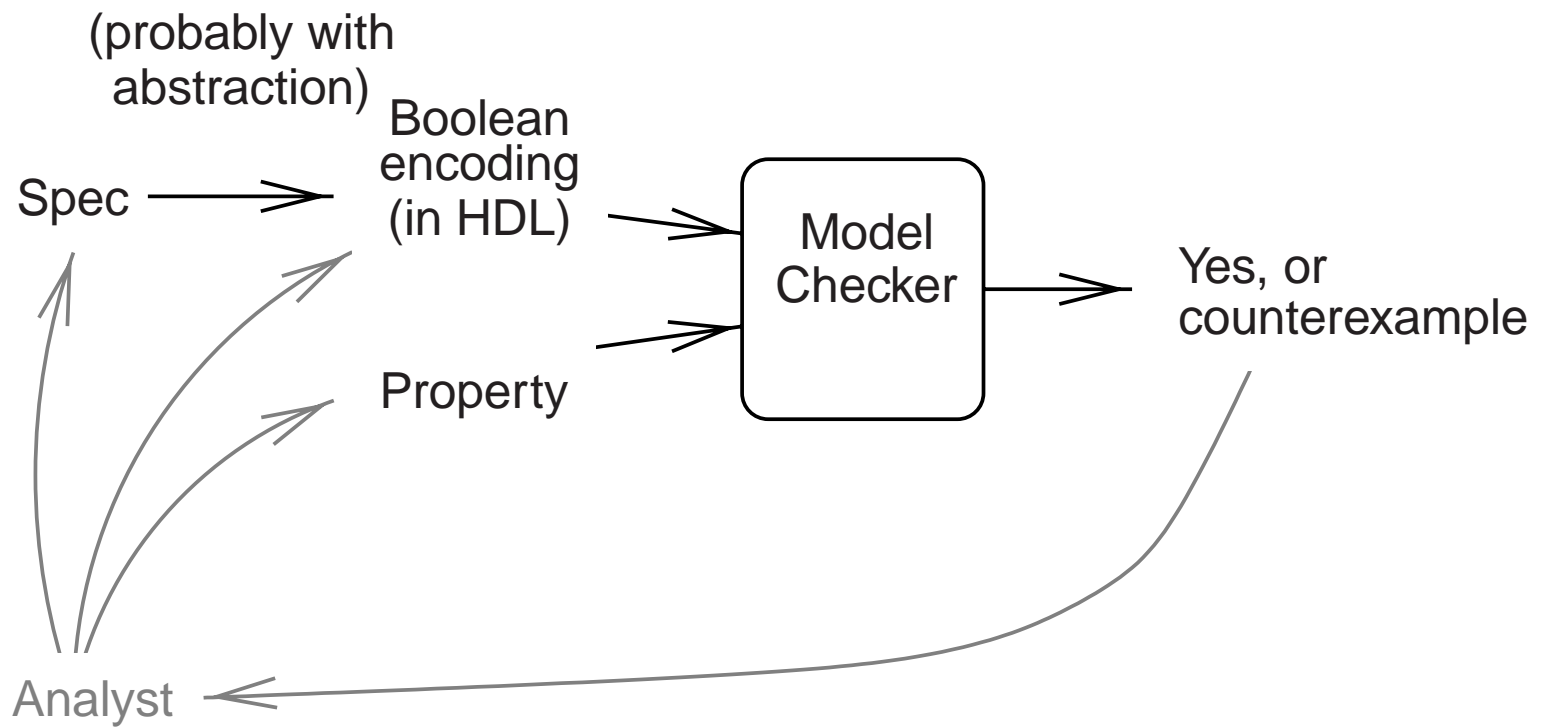 (probably with
abstraction)
Boolean
encoding
(in HDL)
Spec
Model
Checker
Yes, or
counterexample
Property
Analyst